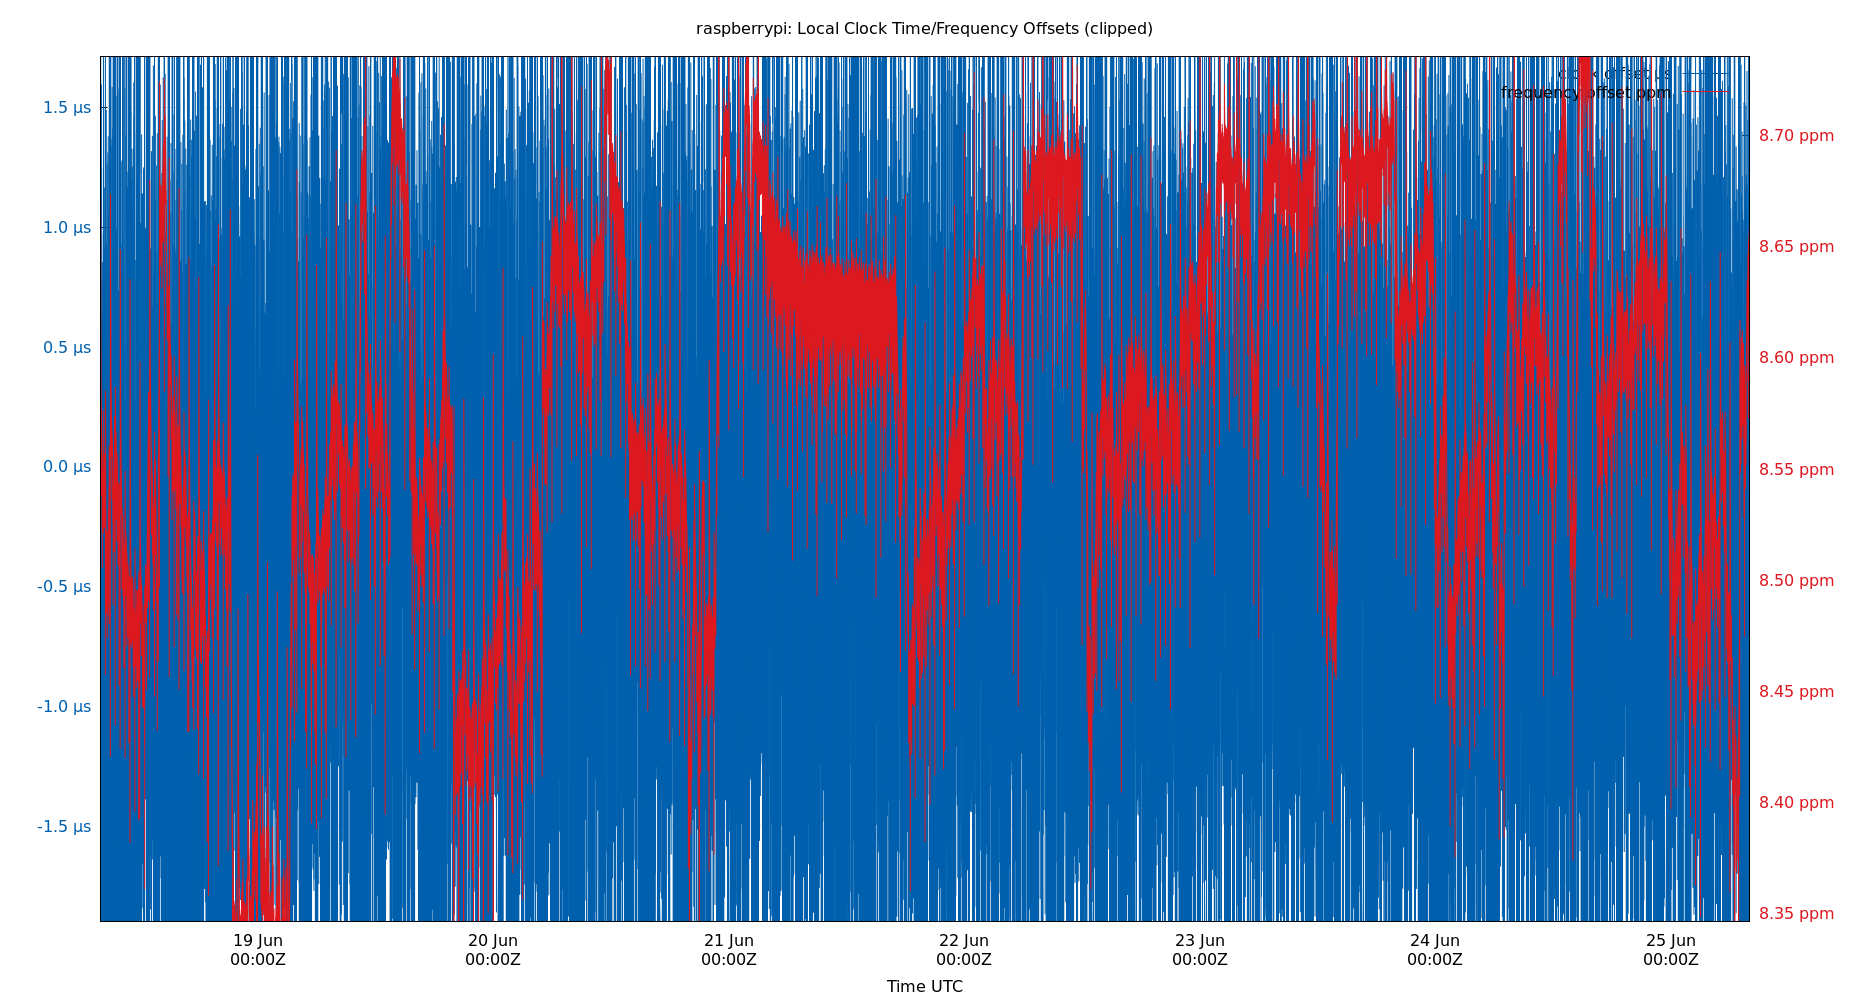 raspberrypi: Local Clock Time/Frequency Offsets (clipped)
clock offset µs
frequency offset ppm
1.5 µs
1.0 µs
0.5 µs
0.0 µs
-0.5 µs
-1.0 µs
-1.5 µs
8.70 ppm
8.65 ppm
8.60 ppm
8.55 ppm
8.50 ppm
8.45 ppm
8.40 ppm
8.35 ppm
19 Jun 20 Jun 21 Jun 22 Jun 23 Jun 24 Jun 25 Jun
00:00Z 00:00Z 00:00Z 00:00Z 00:00Z 00:00Z 00:00Z
Time UTC